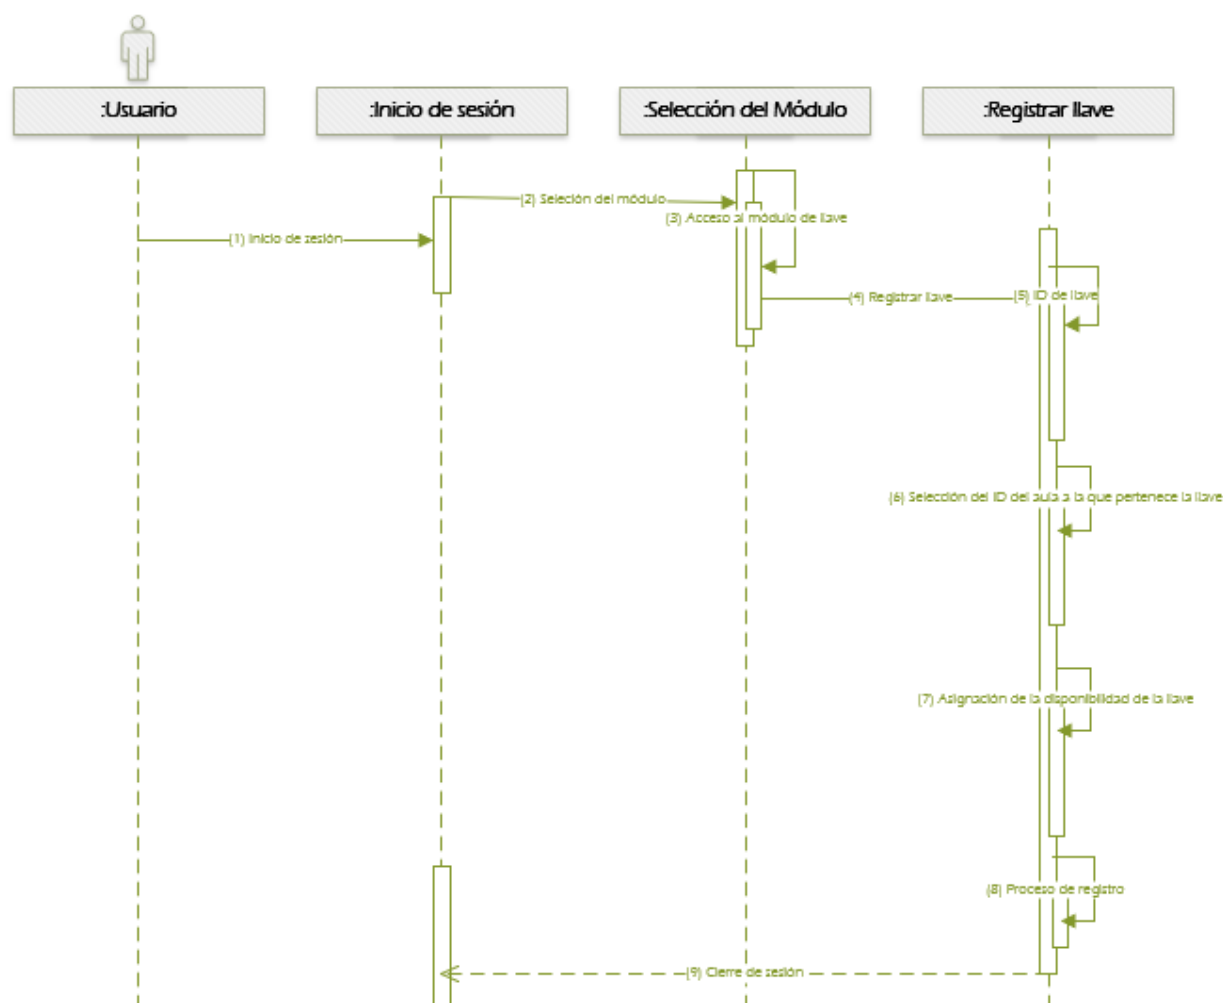 :Usuario
:Inicio de sesión
:Selección del Módulo
:Registrar llave
(2) Seleción del módulo
(3) Acceso al módulo de llave
(1) Inicio de sesión
(4) Registrar llave
(5) ID de llave
(6) Selección del ID del aula a la que pertenece la llave
(7) Asignación de la disponibilidad de la llave
(8) Proceso de registro
(9) Cierre de sesión